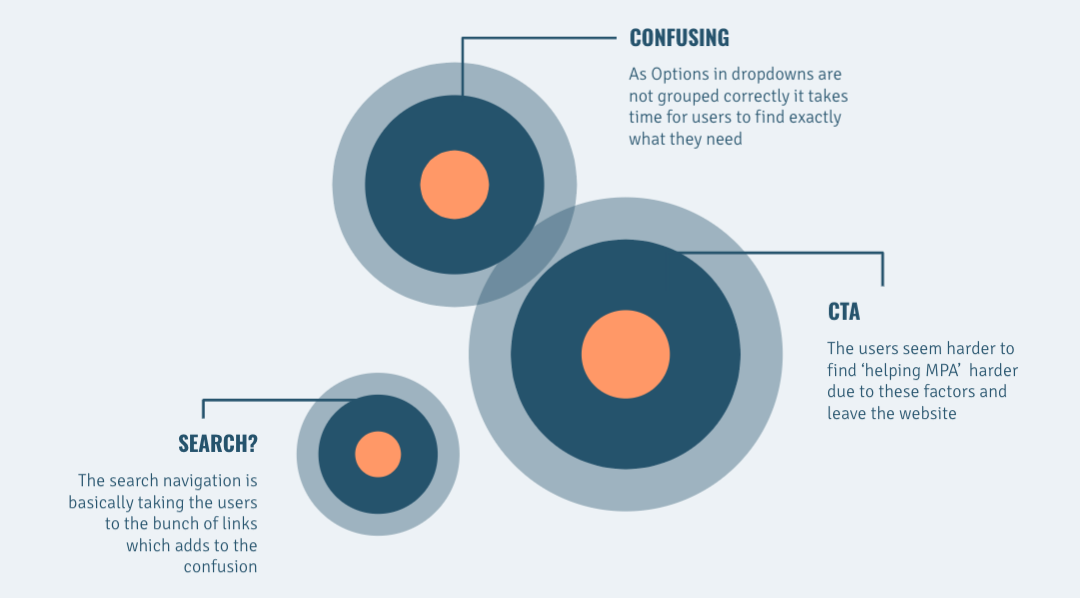 CONFUSING
As Options in dropdowns are
not grouped correctly it takes
time for users to find exactly
what they need
CTA
The users seem harder to
find ‘helping MPA’  harder
due to these factors and
leave the website
SEARCH?
The search navigation is
basically taking the users
to the bunch of links
which adds to the
confusion